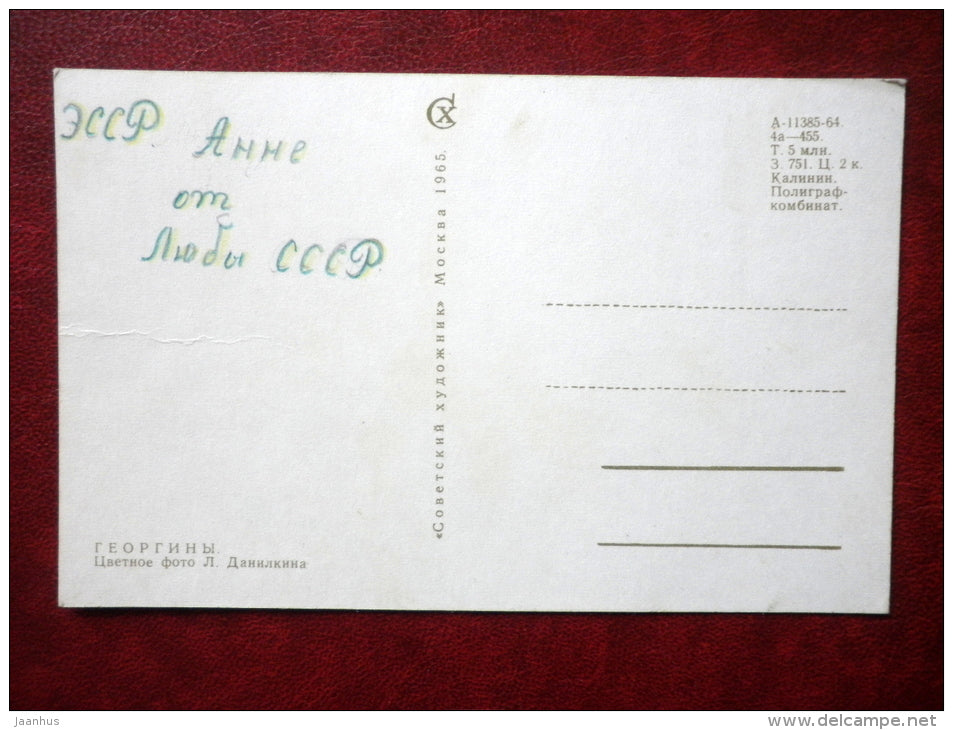 ЭССР Анне
от
Любы СССР
ГЕОРГИНЫ.
Цветное фото Л. Данилкина
«Советский художник» Москва 1965.
СХ
А-11385-64.
4а—455.
Т. 5 млн.
З. 751. Ц. 2 к.
Калинин.
Полиграф-
комбинат.
Jaanhus
www.delcampe.net